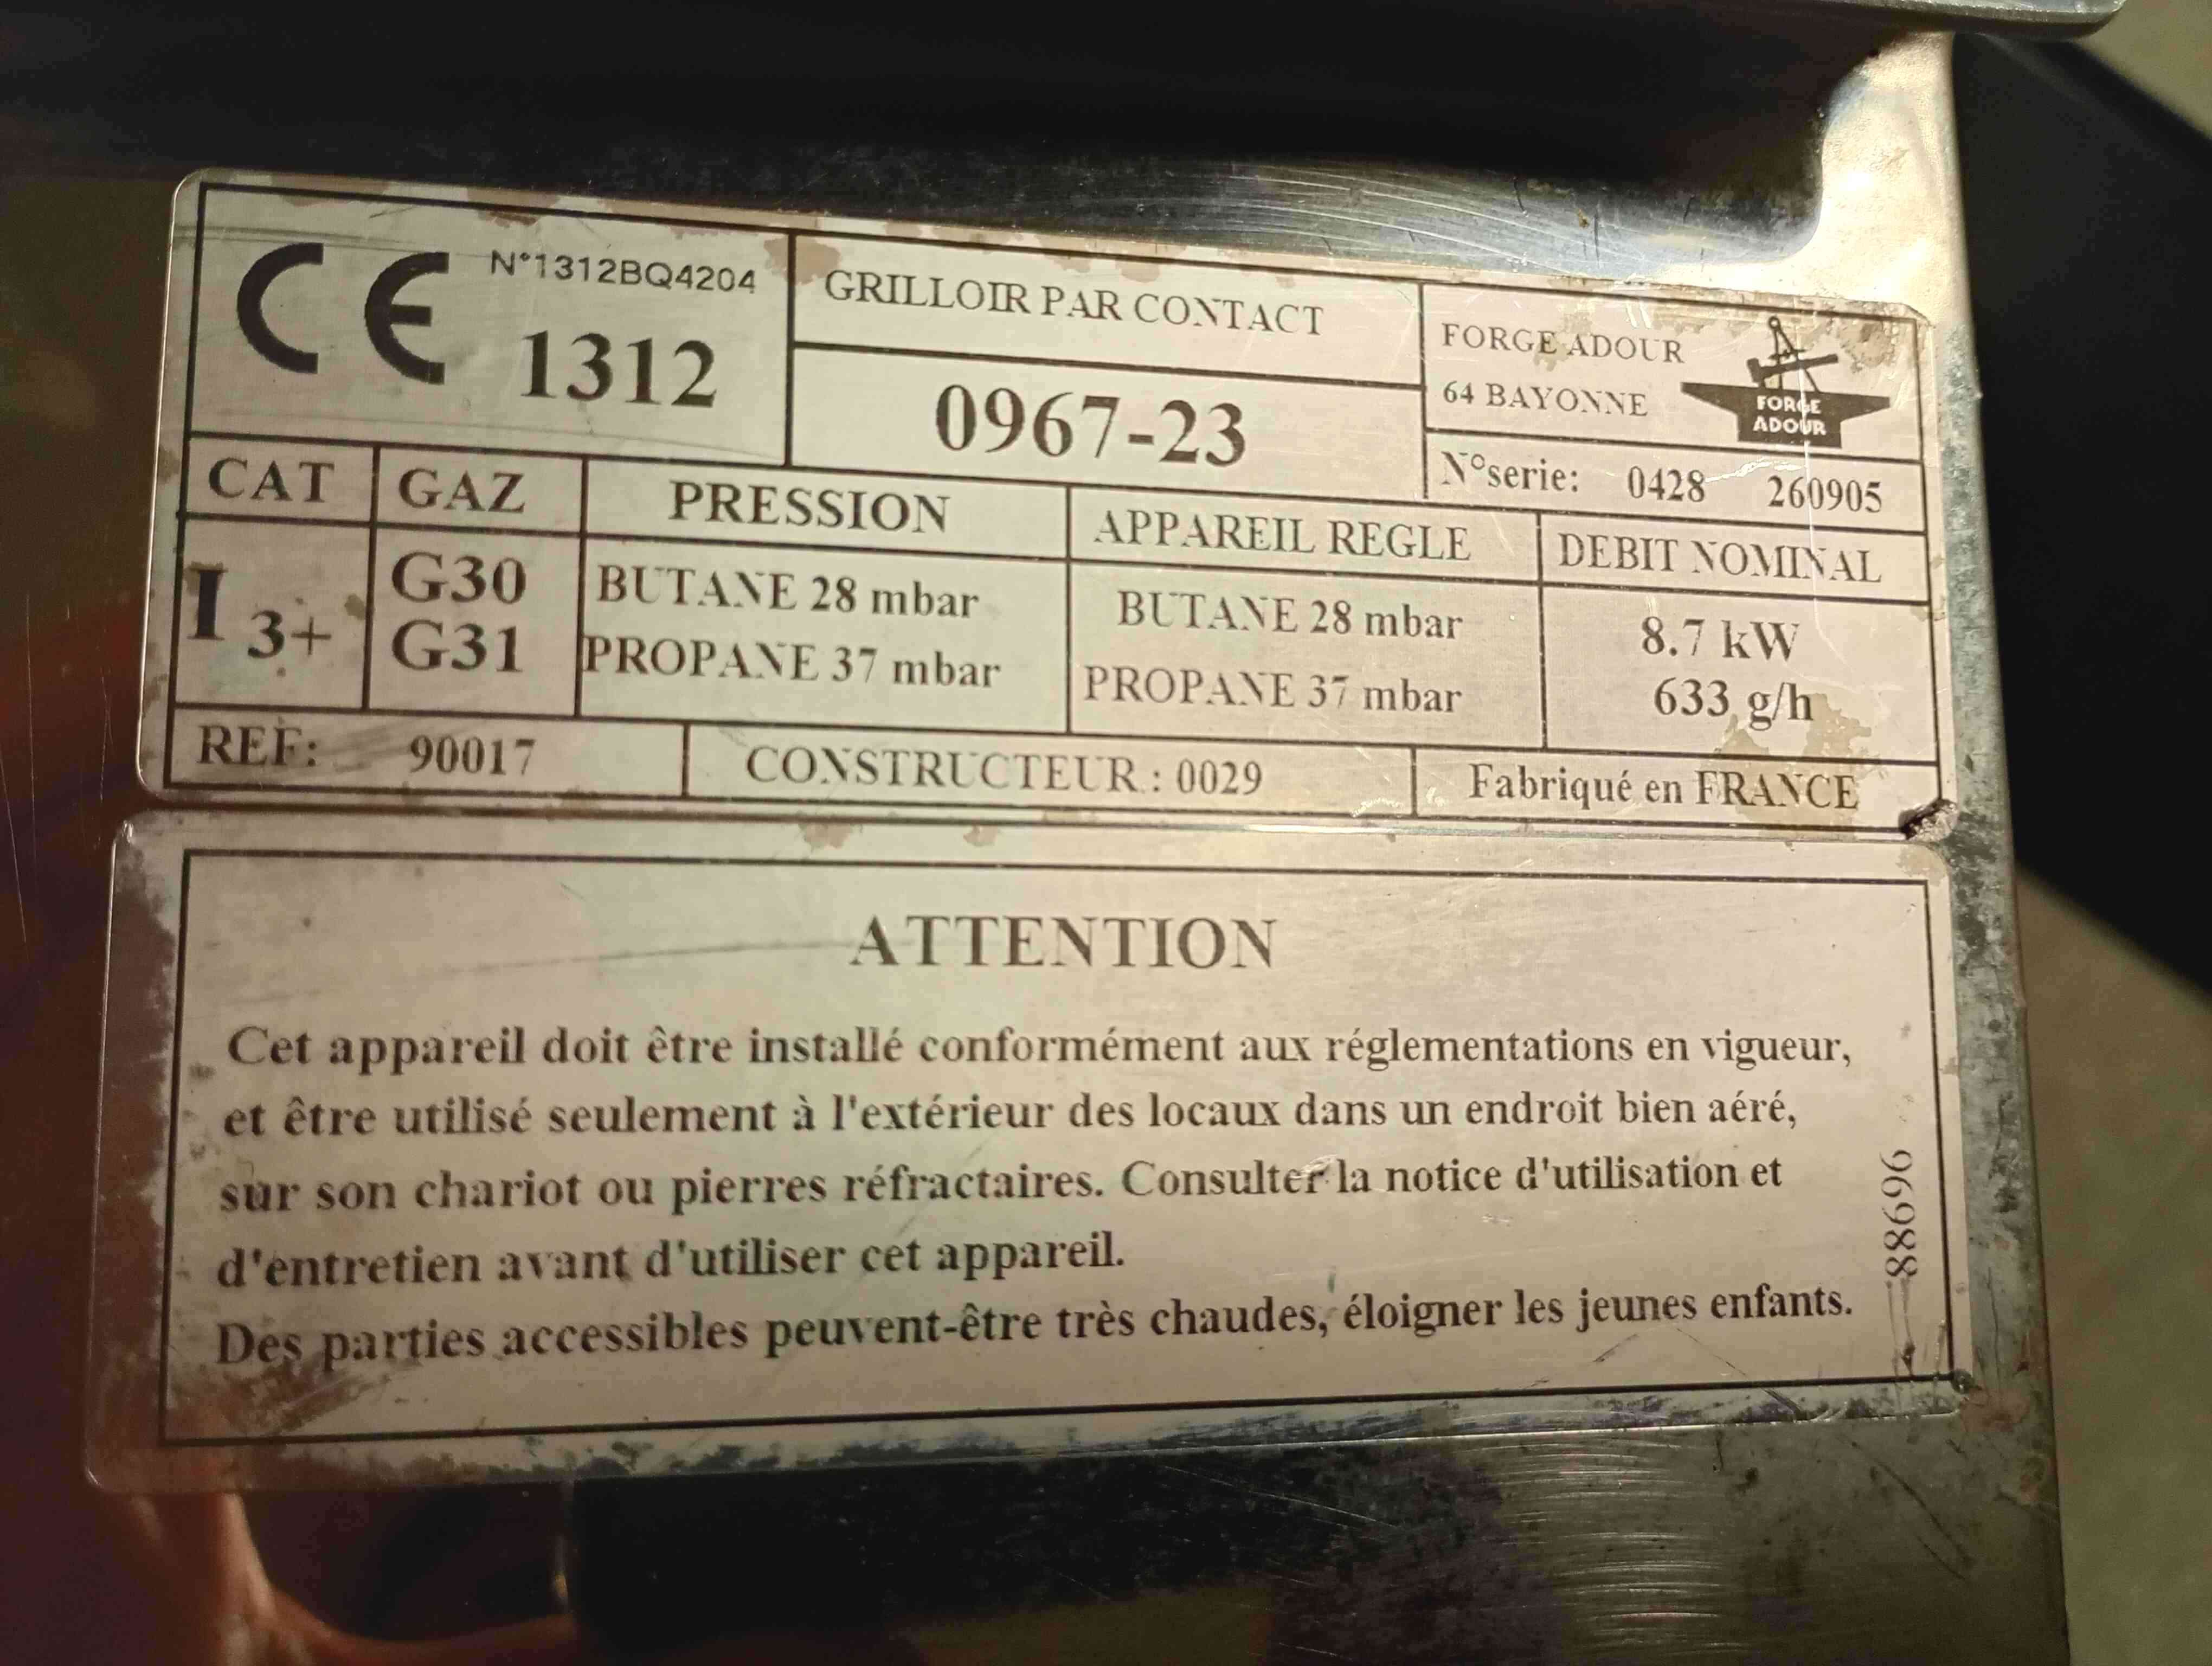 CE N°1312BQ4204
1312
GRILLOIR PAR CONTACT
0967-23
FORGE ADOUR
64 BAYONNE
FORGE
ADOUR
N°serie: 0428 260905
CAT GAZ PRESSION APPAREIL REGLE DEBIT NOMINAL
I 3+
G30 BUTANE 28 mbar BUTANE 28 mbar 8.7 kW
G31 PROPANE 37 mbar PROPANE 37 mbar 633 g/h
REF: 90017 CONSTRUCTEUR : 0029 Fabriqué en FRANCE
ATTENTION
Cet appareil doit être installé conformément aux réglementations en vigueur,
et être utilisé seulement à l'extérieur des locaux dans un endroit bien aéré,
sur son chariot ou pierres réfractaires. Consulter la notice d'utilisation et
d'entretien avant d'utiliser cet appareil.
Des parties accessibles peuvent-être très chaudes, éloigner les jeunes enfants.
88696